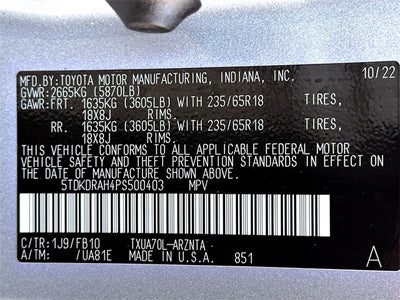 MFD.BY:TOYOTA MOTOR MANUFACTURING, INDIANA, INC. 10/22
GVWR: 2665KG (5870LB)
GAWR:FRT. 1635KG (3605LB) WITH 235/65R18 TIRES,
18X8J RIMS.
RR. 1635KG (3605LB) WITH 235/65R18 TIRES,
18X8J RIMS.
THIS VEHICLE CONFORMS TO ALL APPLICABLE FEDERAL MOTOR
VEHICLE SAFETY AND THEFT PREVENTION STANDARDS IN EFFECT ON
THE DATE OF MANUFACTURE SHOWN ABOVE.
5TDKDRAH4PS500403 MPV
C/TR:1J9/FB10 TXUA70L-ARZNTA
A/TM: /UA81E MADE IN U.S.A. 851 A